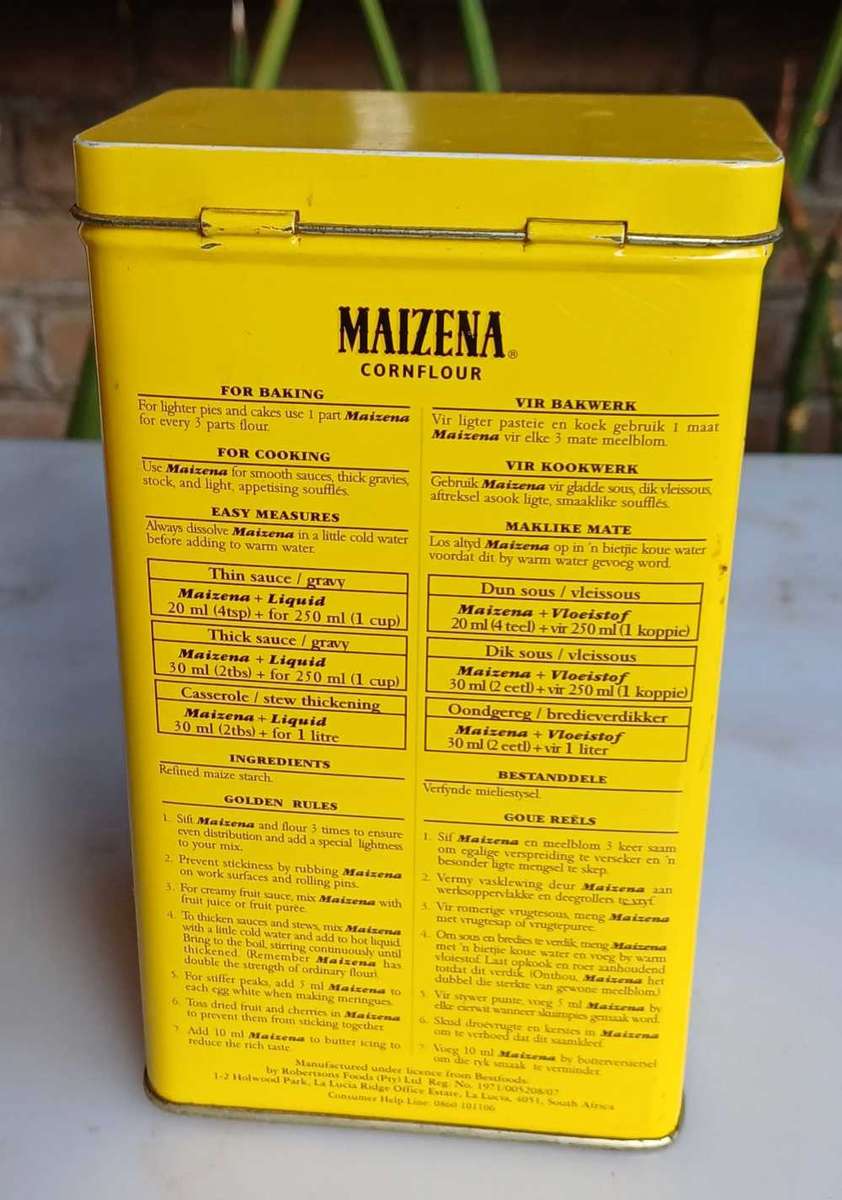 MAIZENA®
CORNFLOUR
FOR BAKING
For lighter pies and cakes use 1 part Maizena
for every 3 parts flour.
FOR COOKING
Use Maizena for smooth sauces, thick gravies,
stock, and light, appetising soufflés.
EASY MEASURES
Always dissolve Maizena in a little cold water
before adding to warm water.
Thin sauce / gravy
Maizena + Liquid
20 ml (4tsp) + for 250 ml (1 cup)
Thick sauce / gravy
Maizena + Liquid
30 ml (2tbs) + for 250 ml (1 cup)
Casserole / stew thickening
Maizena + Liquid
30 ml (2tbs) + for 1 litre
INGREDIENTS
Refined maize starch.
GOLDEN RULES
1. Sift Maizena and flour 3 times to ensure
even distribution and add a special lightness
to your mix.
2. Prevent stickiness by rubbing Maizena
on work surfaces and rolling pins.
3. For creamy fruit sauce, mix Maizena with
fruit juice or fruit purée.
4. To thicken sauces and stews, mix Maizena
with a little cold water and add to hot liquid.
Bring to the boil, stirring continuously until
thickened. (Remember Maizena has
double the strength of ordinary flour).
5. For stiffer peaks, add 5 ml Maizena to
each egg white when making meringues.
6. Toss dried fruit and cherries in Maizena
to prevent them from sticking together.
7. Add 10 ml Maizena to butter icing to
reduce the rich taste.
VIR BAKWERK
Vir ligter pasteie en koek gebruik 1 maat
Maizena vir elke 3 mate meelblom.
VIR KOOKWERK
Gebruik Maizena vir gladde sous, dik vleissous,
aftreksel asook ligte, smaaklike soufflés.
MAKLIKE MATE
Los altyd Maizena op in 'n bietjie koue water
voordat dit by warm water gevoeg word.
Dun sous / vleissous
Maizena + Vloeistof
20 ml (4 teel) + vir 250 ml (1 koppie)
Dik sous / vleissous
Maizena + Vloeistof
30 ml (2 eetl) + vir 250 ml (1 koppie)
Oondgereg / bredieverdikker
Maizena + Vloeistof
30 ml (2 eetl) + vir 1 liter
BESTANDDELE
Verfynde mieliestysel.
GOUE REËLS
1. Sif Maizena en meelblom 3 keer saam
om egalige verspreiding te verseker en 'n
besonder ligte mengsel te skep.
2. Vermy vasklewing deur Maizena aan
werksoppervlakke en deegrollers te vryf.
3. Vir romerige vrugtesous, meng Maizena
met vrugtesap of vrugtepuree.
4. Om sous en bredies te verdik, meng Maizena
met 'n bietjie koue water en voeg by warm
vloeistof. Laat opkook en roer aanhoudend
totdat dit verdik. (Onthou, Maizena het
dubbel die sterkte van gewone meelblom.)
5. Vir stywer punte, voeg 5 ml Maizena by
elke eierwit wanneer skuimpies gemaak word.
6. Skud droëvrugte en kersies in Maizena
om te verhoed dat dit saamkleef.
7. Voeg 10 ml Maizena by botterversiersel
om die ryk smaak te verminder.
Manufactured under licence from Bestfoods.
by Robertsons Foods (Pty) Ltd Reg. No. 1971/005208/07
1-2 Holwood Park, La Lucia Ridge Office Estate, La Lucia, 4051, South Africa
Consumer Help Line: 0860 101106